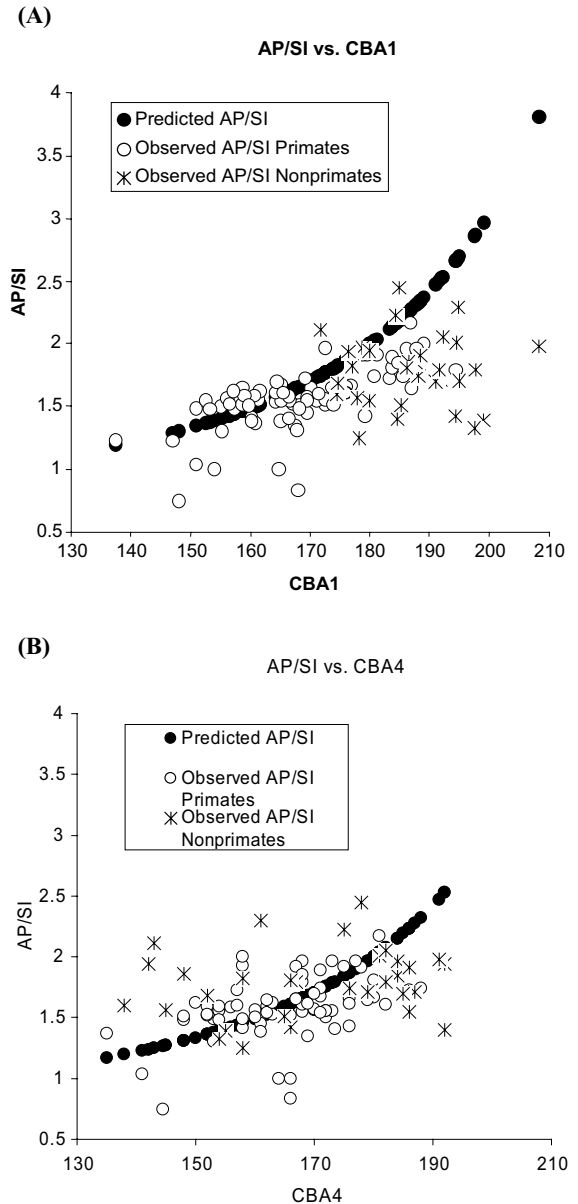 (A)
AP/SI vs. CBA1
4
3.5
3
2.5
2
1.5
1
0.5
AP/SI
Predicted AP/SI
Observed AP/SI Primates
Observed AP/SI Nonprimates
130 140 150 160 170 180 190 200 210
CBA1
(B)
AP/SI vs. CBA4
4
3.5
3
2.5
2
1.5
1
0.5
AP/SI
Predicted AP/SI
Observed AP/SI
Primates
Observed AP/SI
Nonprimates
130 150 170 190 210
CBA4